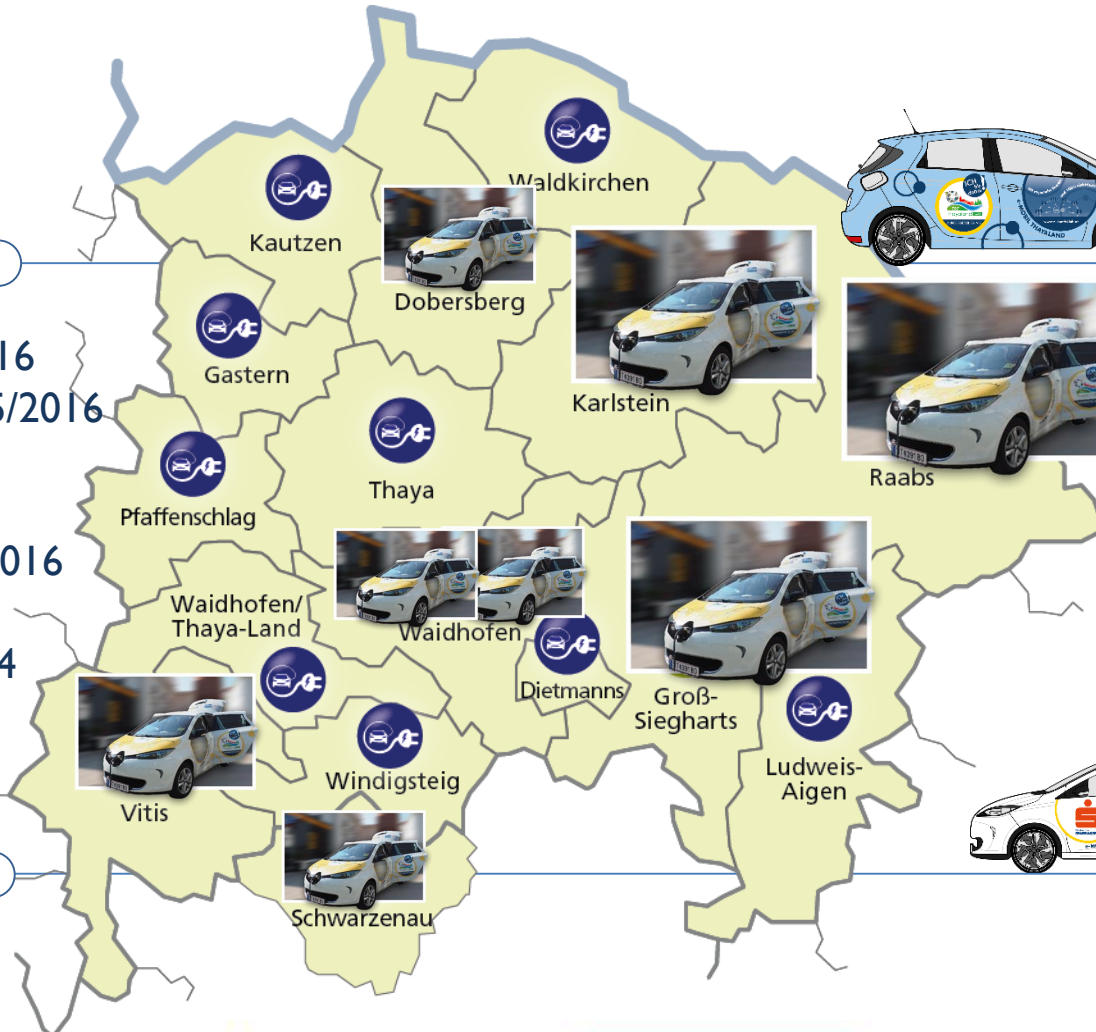 Waldkirchen
Kautzen
Dobersberg
Karlstein
Gastern
16
5/2016
Raabs
Thaya
Pfaffenschlag
2016
Waidhofen/
Thaya-Land
Waidhofen
4
Dietmanns
Groß-
Siegharts
Windigsteig
Ludweis-
Aigen
Vitis
Schwarzenau